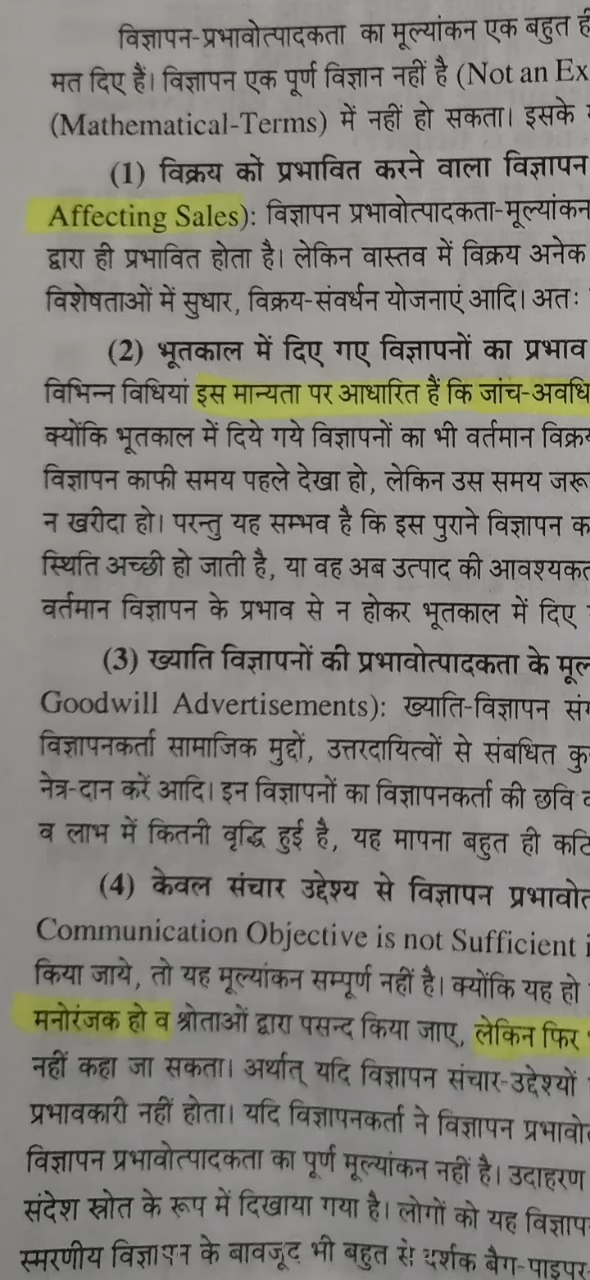 विज्ञापन-प्रभावोत्पादकता का मूल्यांकन एक बहुत ही
मत दिए हैं। विज्ञापन एक पूर्ण विज्ञान नहीं है (Not an Ex
(Mathematical-Terms) में नहीं हो सकता। इसके
(1) विक्रय को प्रभावित करने वाला विज्ञापन
Affecting Sales): विज्ञापन प्रभावोत्पादकता-मूल्यांकन
द्वारा ही प्रभावित होता है। लेकिन वास्तव में विक्रय अनेक
विशेषताओं में सुधार, विक्रय-संवर्धन योजनाएं आदि। अतः
(2) भूतकाल में दिए गए विज्ञापनों का प्रभाव
विभिन्न विधियां इस मान्यता पर आधारित हैं कि जांच-अवधि
क्योंकि भूतकाल में दिये गये विज्ञापनों का भी वर्तमान विक्रय
विज्ञापन काफी समय पहले देखा हो, लेकिन उस समय जरू
न खरीदा हो। परन्तु यह सम्भव है कि इस पुराने विज्ञापन क
स्थिति अच्छी हो जाती है, या वह अब उत्पाद की आवश्यकत
वर्तमान विज्ञापन के प्रभाव से न होकर भूतकाल में दिए
(3) ख्याति विज्ञापनों की प्रभावोत्पादकता के मूल
Goodwill Advertisements): ख्याति-विज्ञापन संग
विज्ञापनकर्ता सामाजिक मुद्दों, उत्तरदायित्वों से संबधित कु
नेत्र-दान करें आदि। इन विज्ञापनों का विज्ञापनकर्ता की छवि
व लाभ में कितनी वृद्धि हुई है, यह मापना बहुत ही कठि
(4) केवल संचार उद्देश्य से विज्ञापन प्रभावोत
Communication Objective is not Sufficient i
किया जाये, तो यह मूल्यांकन सम्पूर्ण नहीं है। क्योंकि यह हो
मनोरंजक हो व श्रोताओं द्वारा पसन्द किया जाए, लेकिन फिर
नहीं कहा जा सकता। अर्थात् यदि विज्ञापन संचार-उद्देश्यों
प्रभावकारी नहीं होता। यदि विज्ञापनकर्ता ने विज्ञापन प्रभावो
विज्ञापन प्रभावोत्पादकता का पूर्ण मूल्यांकन नहीं है। उदाहरण
संदेश स्रोत के रूप में दिखाया गया है। लोगों को यह विज्ञाप
स्मरणीय विज्ञापन के बावजूद भी बहुत से दर्शक बैग-पाइपर